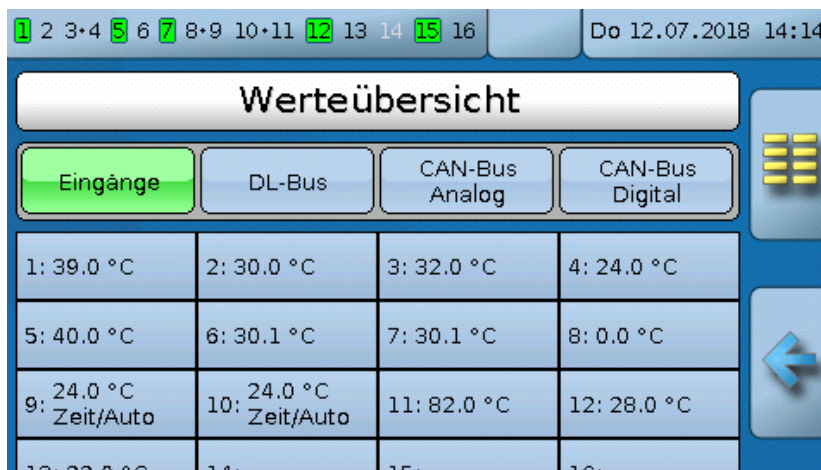 1 2 3•4 5 6 7 8•9 10•11 12 13 14 15 16
Do 12.07.2018 14:14
Werteübersicht
Eingänge
DL-Bus
CAN-Bus
Analog
CAN-Bus
Digital
1: 39.0 °C
2: 30.0 °C
3: 32.0 °C
4: 24.0 °C
5: 40.0 °C
6: 30.1 °C
7: 30.1 °C
8: 0.0 °C
9: 24.0 °C
Zeit/Auto
10: 24.0 °C
Zeit/Auto
11: 82.0 °C
12: 28.0 °C